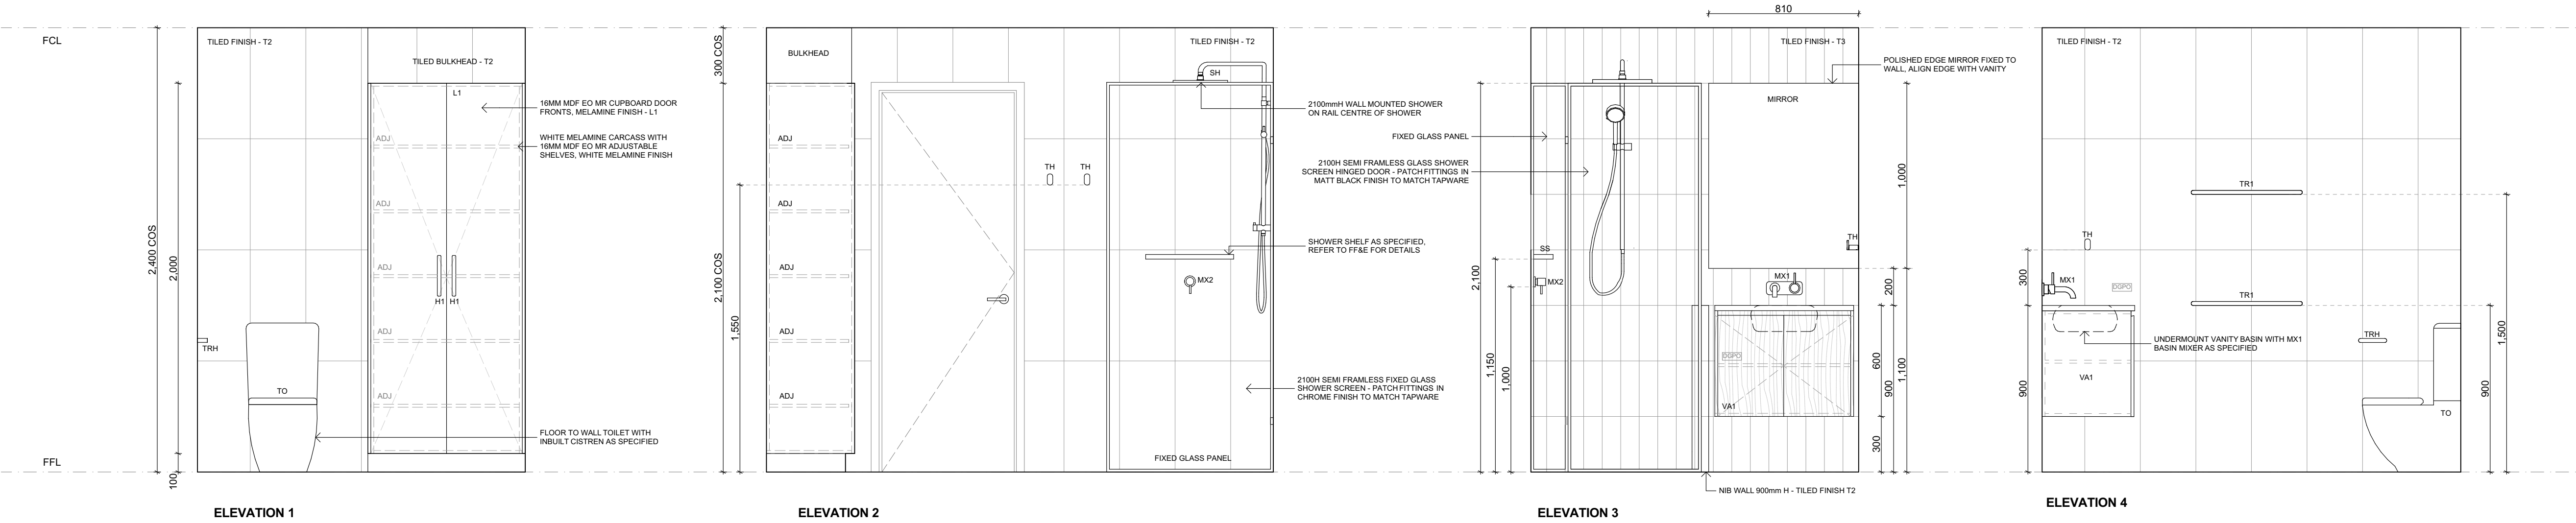 FCL
FFL
2,400 COS
2,000
100
TILED FINISH - T2
TILED BULKHEAD - T2
L1
16MM MDF EO MR CUPBOARD DOOR
FRONTS, MELAMINE FINISH - L1
ADJ
WHITE MELAMINE CARCASS WITH
16MM MDF EO MR ADJUSTABLE
SHELVES, WHITE MELAMINE FINISH
ADJ
ADJ
H1 H1
ADJ
TRH
TO
ADJ
FLOOR TO WALL TOILET WITH
INBUILT CISTREN AS SPECIFIED
ELEVATION 1
300 COS
2,100 COS
1,550
BULKHEAD
TILED FINISH - T2
SH
2100mmH WALL MOUNTED SHOWER
ON RAIL CENTRE OF SHOWER
ADJ
TH
TH
ADJ
SHOWER SHELF AS SPECIFIED,
REFER TO FF&E FOR DETAILS
ADJ
MX2
ADJ
ADJ
2100H SEMI FRAMLESS FIXED GLASS
SHOWER SCREEN - PATCH FITTINGS IN
CHROME FINISH TO MATCH TAPWARE
FIXED GLASS PANEL
ELEVATION 2
810
TILED FINISH - T3
POLISHED EDGE MIRROR FIXED TO
WALL, ALIGN EDGE WITH VANITY
MIRROR
FIXED GLASS PANEL
2100H SEMI FRAMLESS GLASS SHOWER
SCREEN HINGED DOOR - PATCH FITTINGS IN
MATT BLACK FINISH TO MATCH TAPWARE
2,100
1,150
1,000
SS
MX2
TH
MX1
DGPO
VA1
1,000
200
600
900
1,100
300
NIB WALL 900mm H - TILED FINISH T2
ELEVATION 3
TILED FINISH - T2
TR1
TH
MX1
DGPO
TR1
300
900
TRH
UNDERMOUNT VANITY BASIN WITH MX1
BASIN MIXER AS SPECIFIED
VA1
TO
900
1,500
ELEVATION 4